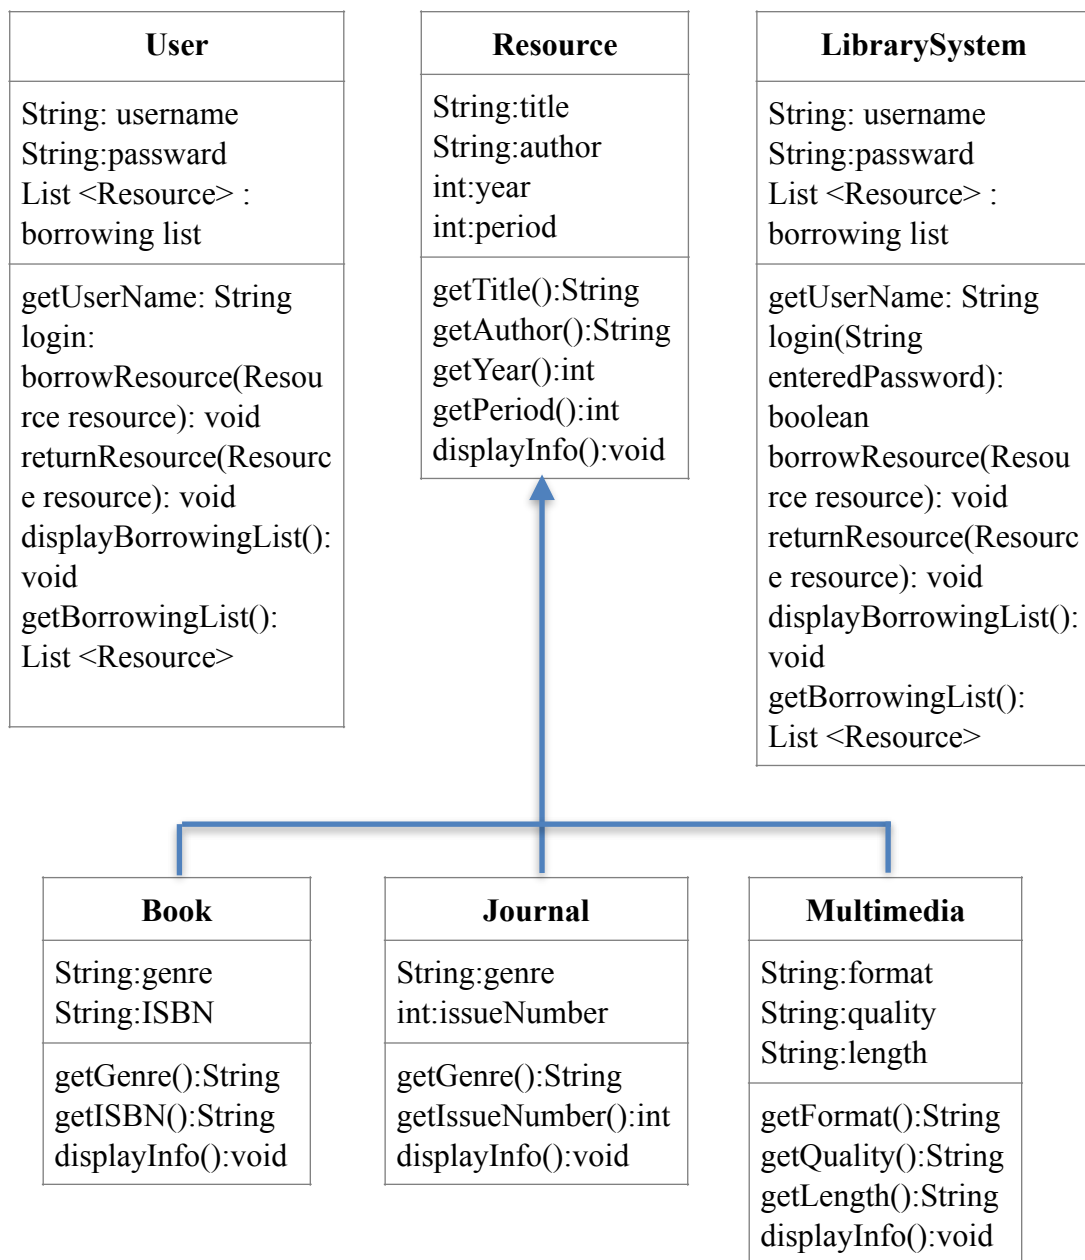 User
String: username
String:passward
List <Resource> :
borrowing list
getUserName: String
login:
borrowResource(Resou
rce resource): void
returnResource(Resourc
e resource): void
displayBorrowingList():
void
getBorrowingList():
List <Resource>
Resource
String:title
String:author
int:year
int:period
getTitle():String
getAuthor():String
getYear():int
getPeriod():int
displayInfo():void
LibrarySystem
String: username
String:passward
List <Resource> :
borrowing list
getUserName: String
login(String
enteredPassword):
boolean
borrowResource(Resou
rce resource): void
returnResource(Resourc
e resource): void
displayBorrowingList():
void
getBorrowingList():
List <Resource>
Book
String:genre
String:ISBN
getGenre():String
getISBN():String
displayInfo():void
Journal
String:genre
int:issueNumber
getGenre():String
getIssueNumber():int
displayInfo():void
Multimedia
String:format
String:quality
String:length
getFormat():String
getQuality():String
getLength():String
displayInfo():void